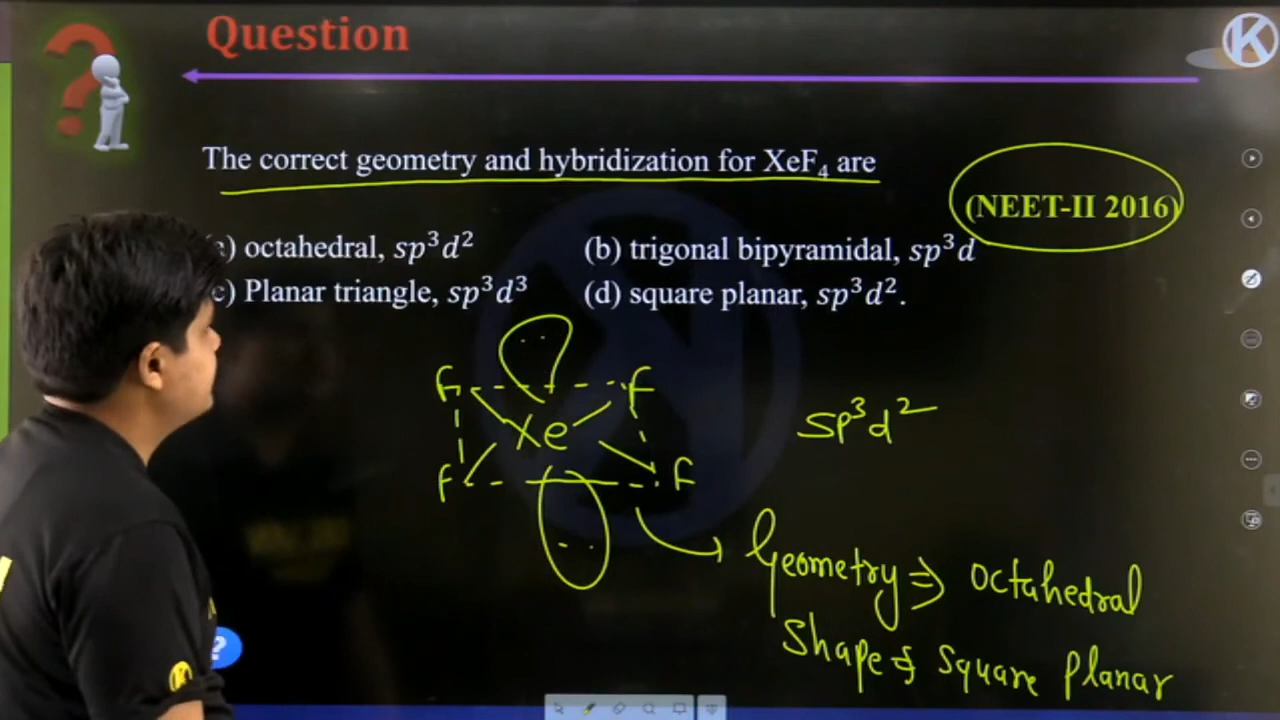 Question
The correct geometry and hybridization for XeF₄ are
(NEET-II 2016)
) octahedral, sp³d² (b) trigonal bipyramidal, sp³d
c) Planar triangle, sp³d³ (d) square planar, sp³d².
F F
Xe
F F
sp³d²
Geometry ⇒ Octahedral
Shape ⇒ Square Planar
K
?